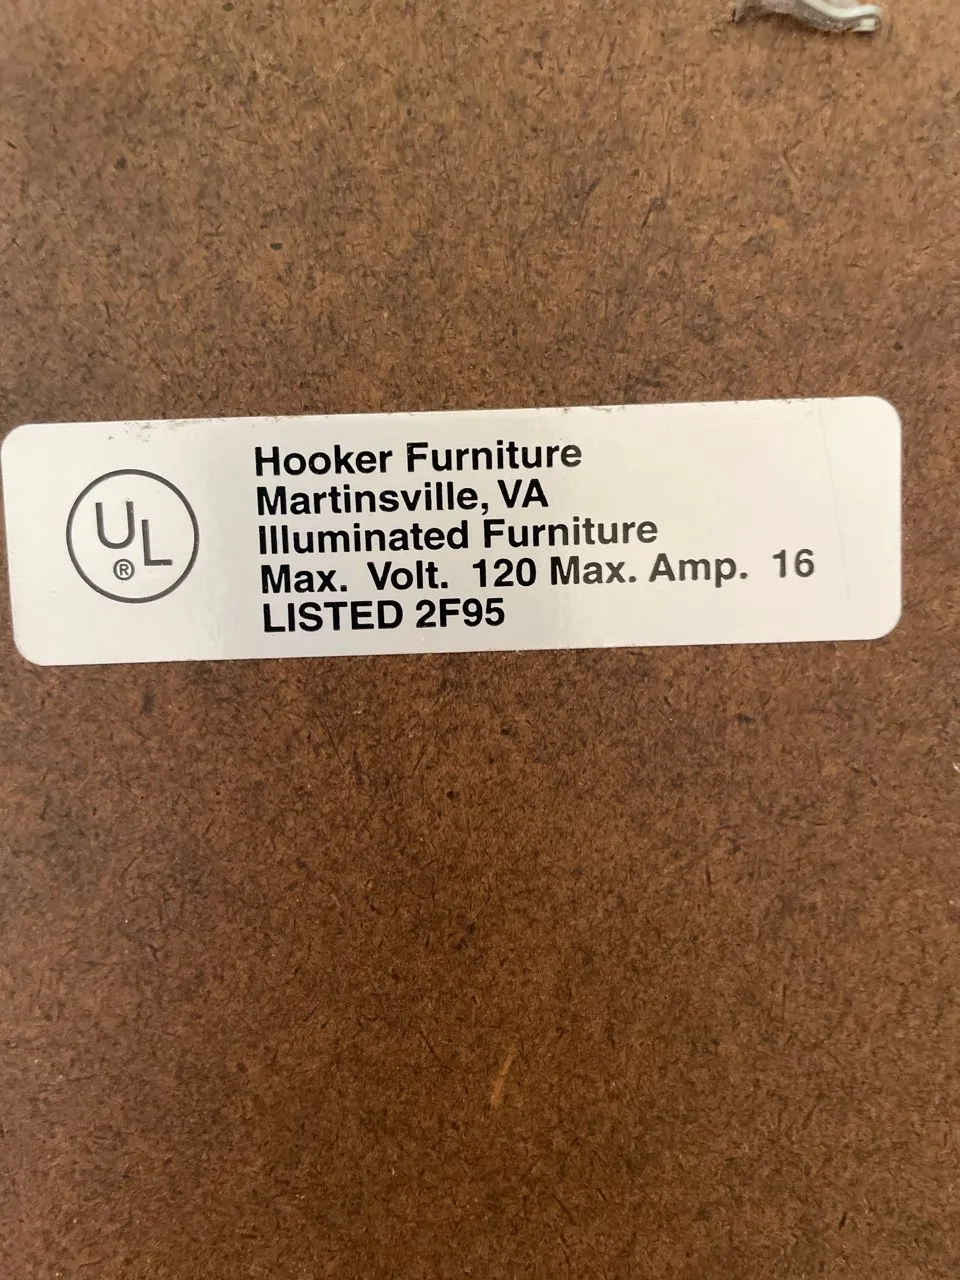 UL
®
Hooker Furniture
Martinsville, VA
Illuminated Furniture
Max. Volt. 120 Max. Amp. 16
LISTED 2F95